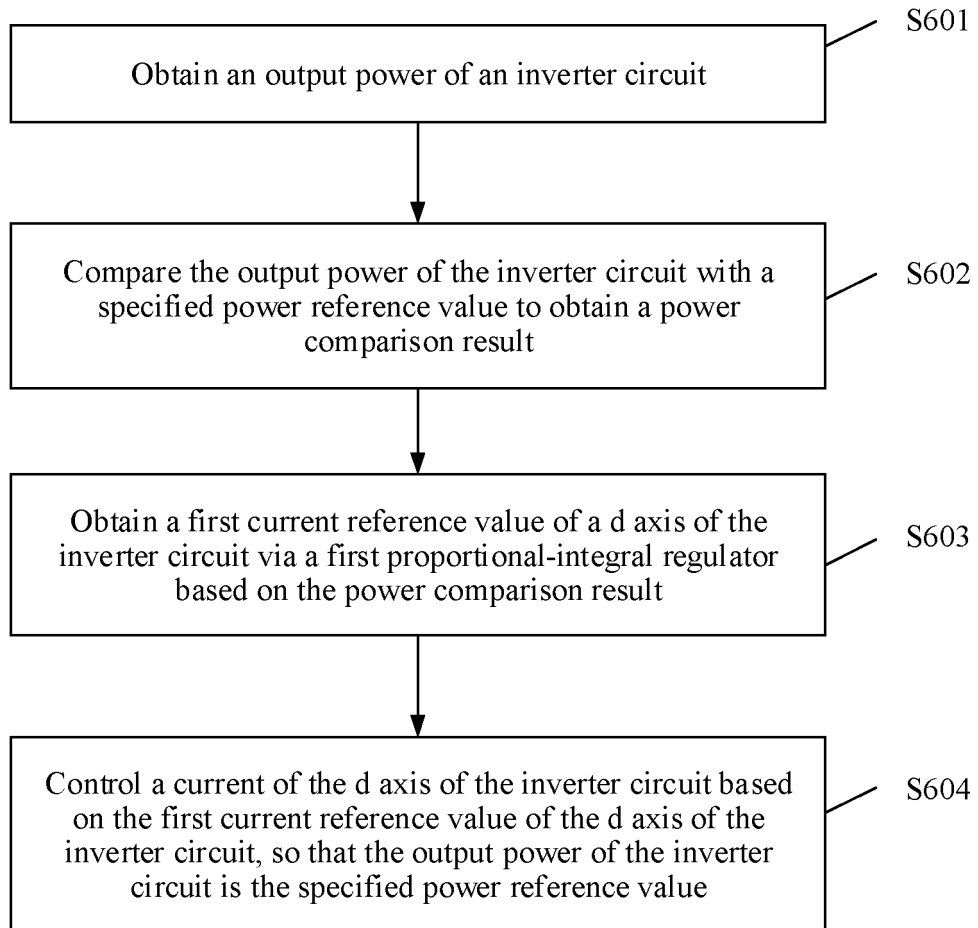 S601
Obtain an output power of an inverter circuit
Compare the output power of the inverter circuit with a
specified power reference value to obtain a power
comparison result
S602
Obtain a first current reference value of a d axis of the
inverter circuit via a first proportional-integral regulator
based on the power comparison result
S603
Control a current of the d axis of the inverter circuit based
on the first current reference value of the d axis of the
inverter circuit, so that the output power of the inverter
circuit is the specified power reference value
S604